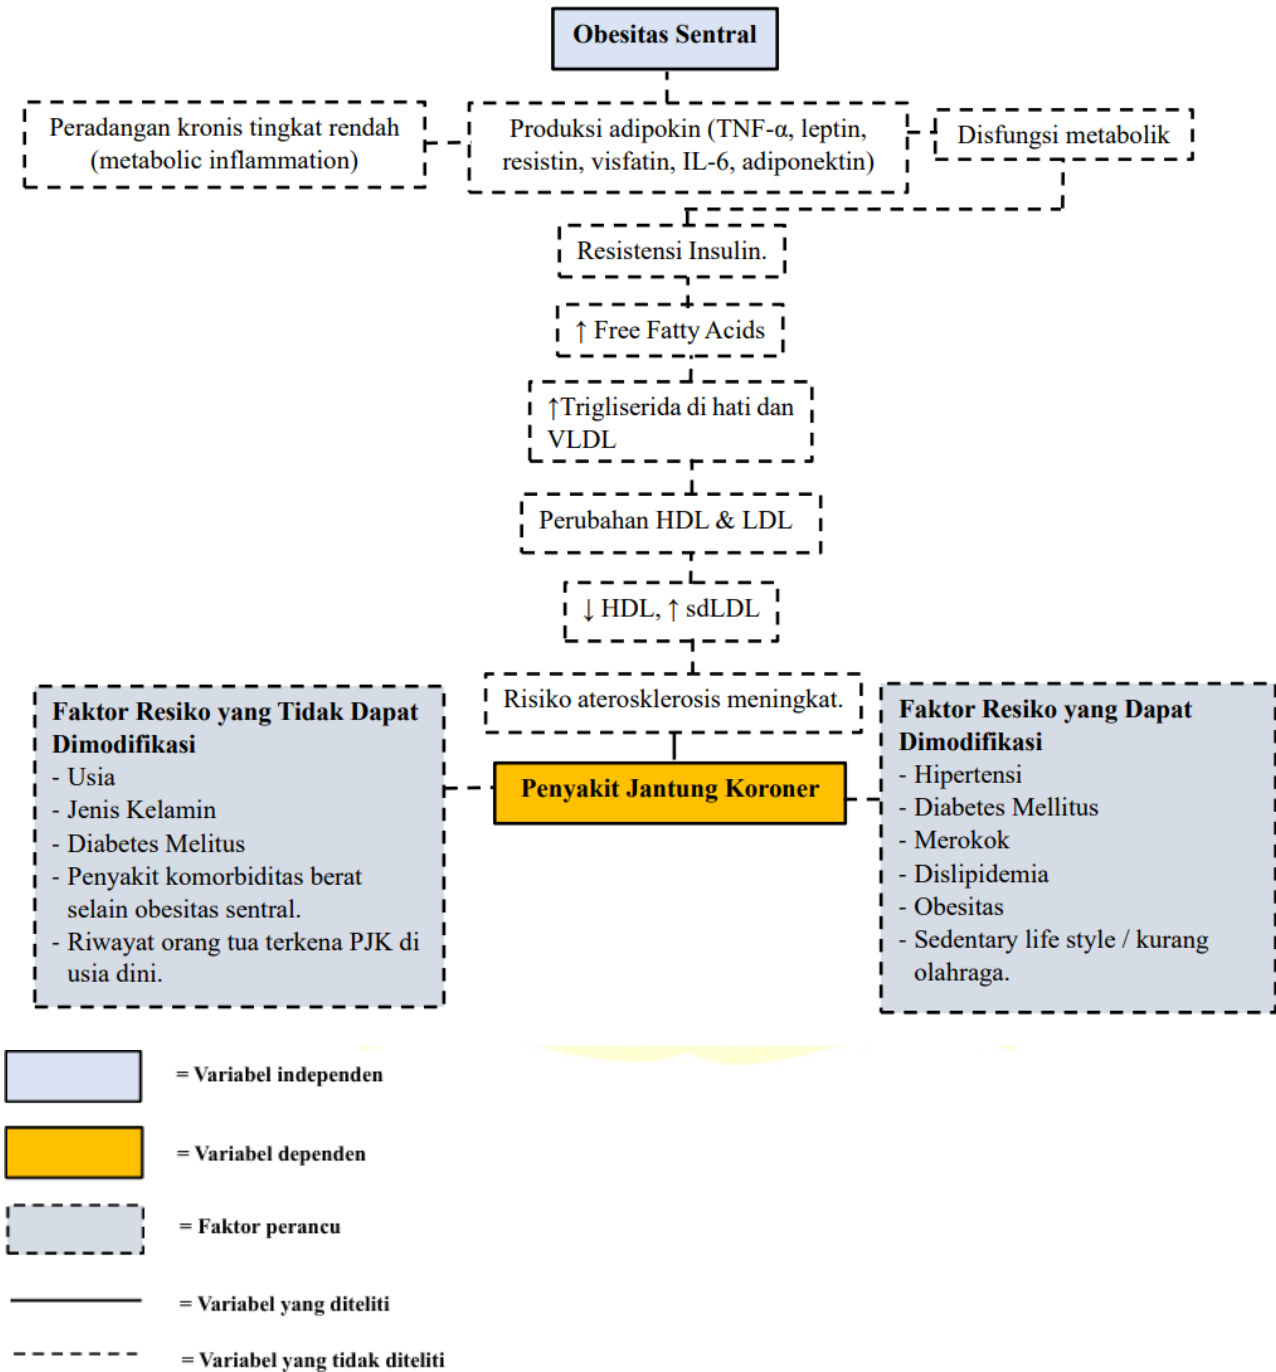 Obesitas Sentral
Peradangan kronis tingkat rendah
(metabolic inflammation)
Produksi adipokin (TNF-α, leptin,
resistin, visfatin, IL-6, adiponektin)
Disfungsi metabolik
Resistensi Insulin.
↑ Free Fatty Acids
↑Trigliserida di hati dan
VLDL
Perubahan HDL & LDL
↓ HDL, ↑ sdLDL
Risiko aterosklerosis meningkat.
Faktor Resiko yang Tidak Dapat
Dimodifikasi
- Usia
- Jenis Kelamin
- Diabetes Melitus
- Penyakit komorbiditas berat
selain obesitas sentral.
- Riwayat orang tua terkena PJK di
usia dini.
Penyakit Jantung Koroner
Faktor Resiko yang Dapat
Dimodifikasi
- Hipertensi
- Diabetes Mellitus
- Merokok
- Dislipidemia
- Obesitas
- Sedentary life style / kurang
olahraga.
= Variabel independen
= Variabel dependen
= Faktor perancu
= Variabel yang diteliti
= Variabel yang tidak diteliti